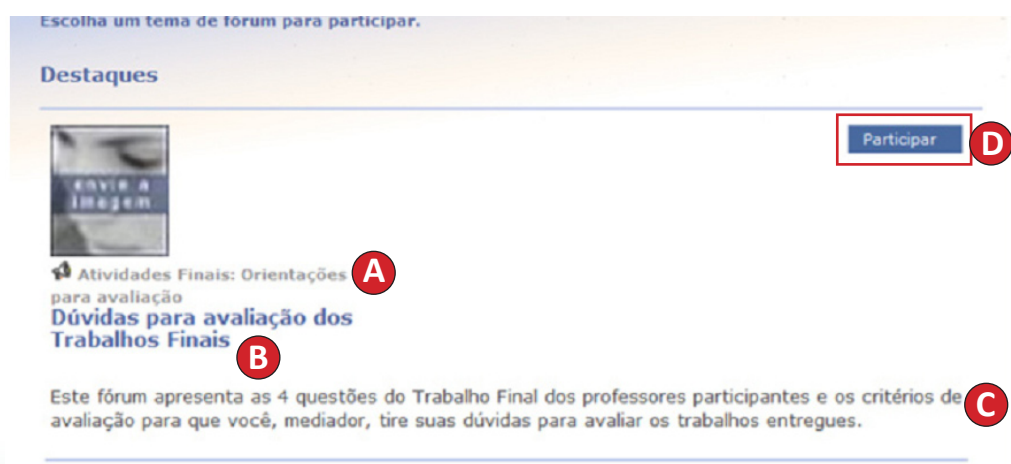 Escolha um tema de fórum para participar.
Destaques
Participar
D
envie a
imagem
Atividades Finais: Orientações
A
para avaliação
Dúvidas para avaliação dos
Trabalhos Finais
B
Este fórum apresenta as 4 questões do Trabalho Final dos professores participantes e os critérios de
C
avaliação para que você, mediador, tire suas dúvidas para avaliar os trabalhos entregues.